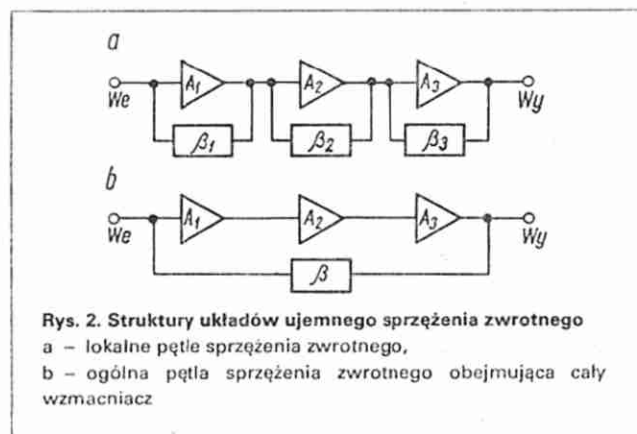 a
We A₁ A₂ A₃ Wy
β₁ β₂ β₃
b
We A₁ A₂ A₃ Wy
β
Rys. 2. Struktury układów ujemnego sprzężenia zwrotnego
a – lokalne pętle sprzężenia zwrotnego,
b – ogólna pętla sprzężenia zwrotnego obejmująca cały
wzmacniacz